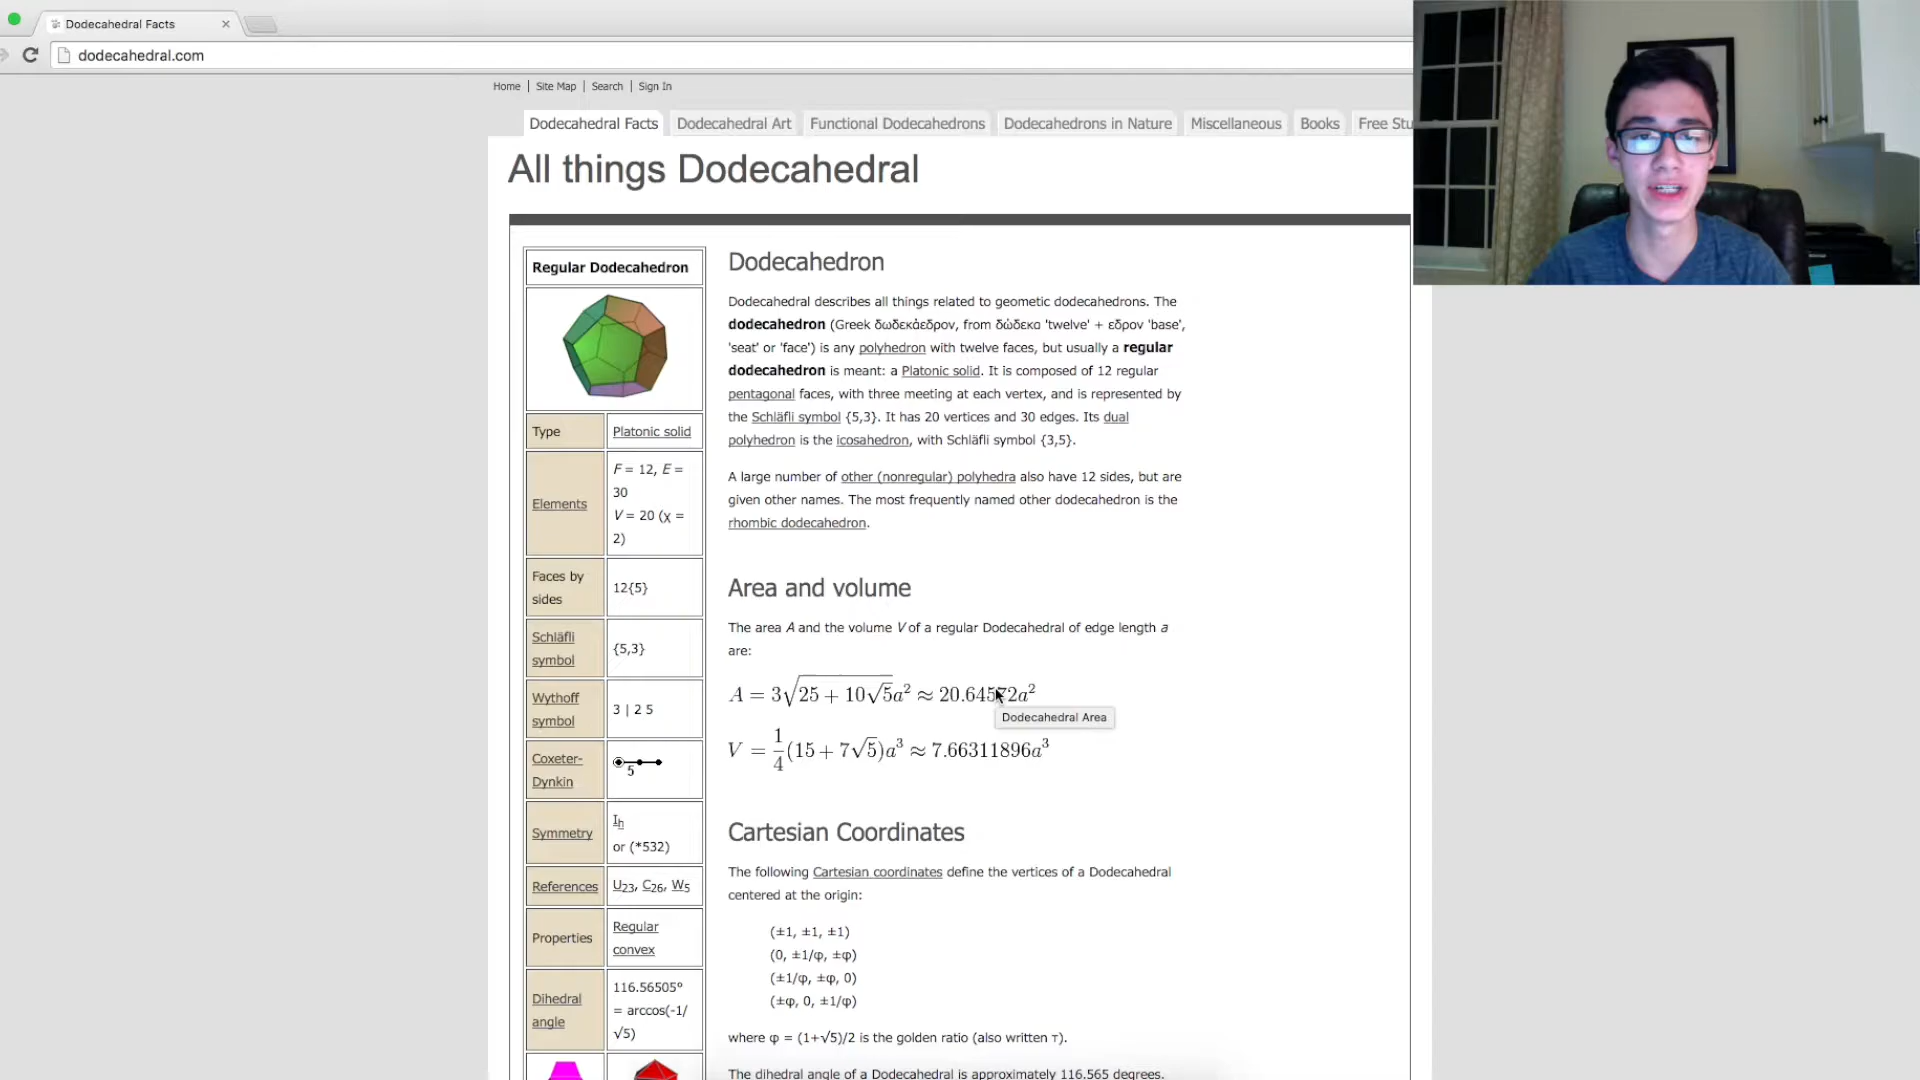 Dodecahedral Facts
dodecahedral.com
Home | Site Map | Search | Sign In
Dodecahedral Facts Dodecahedral Art Functional Dodecahedrons Dodecahedrons in Nature Miscellaneous Books Free Stu
All things Dodecahedral
Regular Dodecahedron
Type Platonic solid
Elements F = 12, E =
30
V = 20 (χ =
2)
Faces by
sides 12{5}
Schläfli
symbol {5,3}
Wythoff
symbol 3 | 2 5
Coxeter-
Dynkin 5
Symmetry Ih
or (*532)
References U23, C26, W5
Properties Regular
convex
Dihedral
angle 116.56505°
= arccos(-1/
√5)
Dodecahedron
Dodecahedral describes all things related to geometic dodecahedrons. The
dodecahedron (Greek δωδεκάεδρον, from δώδεκα 'twelve' + εδρον 'base',
'seat' or 'face') is any polyhedron with twelve faces, but usually a regular
dodecahedron is meant: a Platonic solid. It is composed of 12 regular
pentagonal faces, with three meeting at each vertex, and is represented by
the Schläfli symbol {5,3}. It has 20 vertices and 30 edges. Its dual
polyhedron is the icosahedron, with Schläfli symbol {3,5}.
A large number of other (nonregular) polyhedra also have 12 sides, but are
given other names. The most frequently named other dodecahedron is the
rhombic dodecahedron.
Area and volume
The area A and the volume V of a regular Dodecahedral of edge length a
are:
A = 3√(25 + 10√5)a² ≈ 20.64572a²
Dodecahedral Area
V = 1/4(15 + 7√5)a³ ≈ 7.66311896a³
Cartesian Coordinates
The following Cartesian coordinates define the vertices of a Dodecahedral
centered at the origin:
(±1, ±1, ±1)
(0, ±1/φ, ±φ)
(±1/φ, ±φ, 0)
(±φ, 0, ±1/φ)
where φ = (1+√5)/2 is the golden ratio (also written τ).
The dihedral angle of a Dodecahedral is approximately 116.565 degrees.